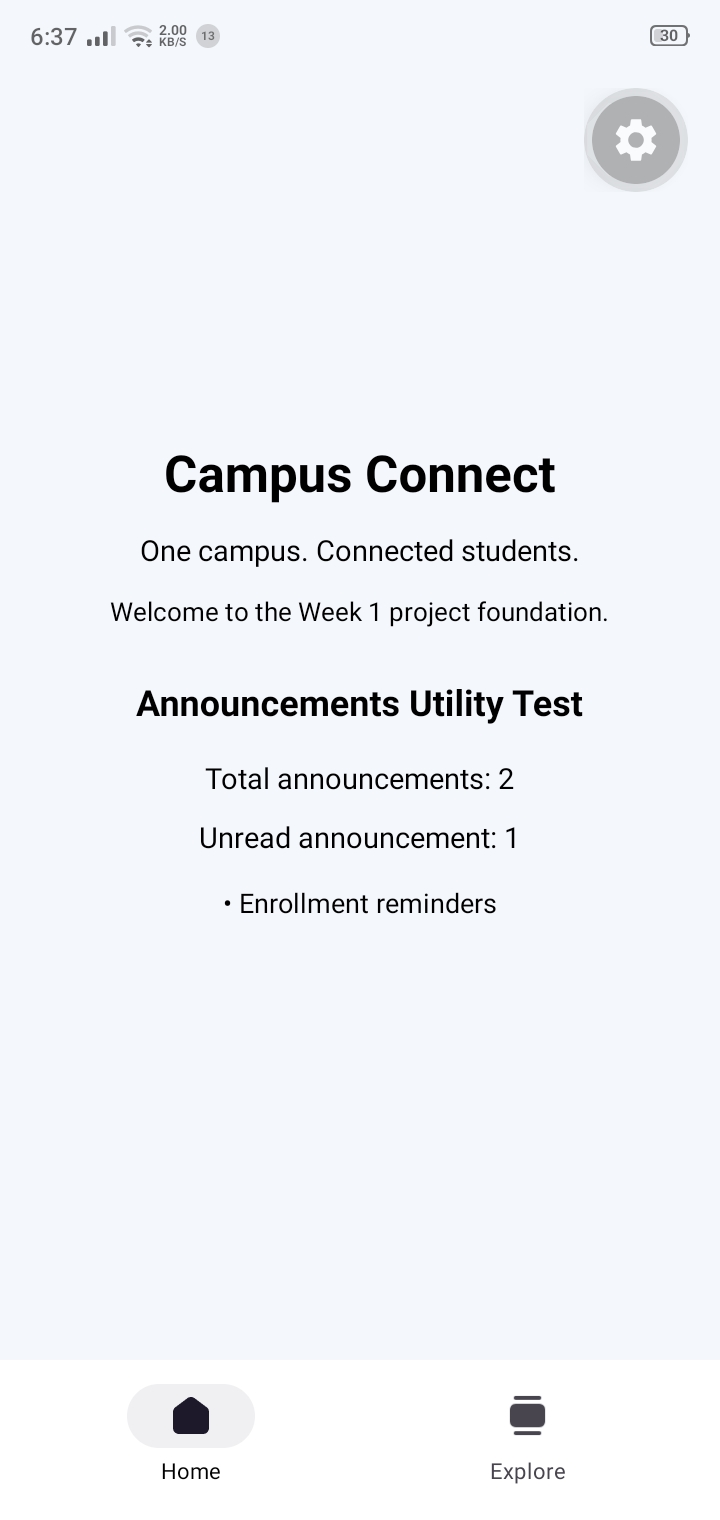 6:37
2.00
KB/S
13
30
Campus Connect
One campus. Connected students.
Welcome to the Week 1 project foundation.
Announcements Utility Test
Total announcements: 2
Unread announcement: 1
• Enrollment reminders
Home
Explore